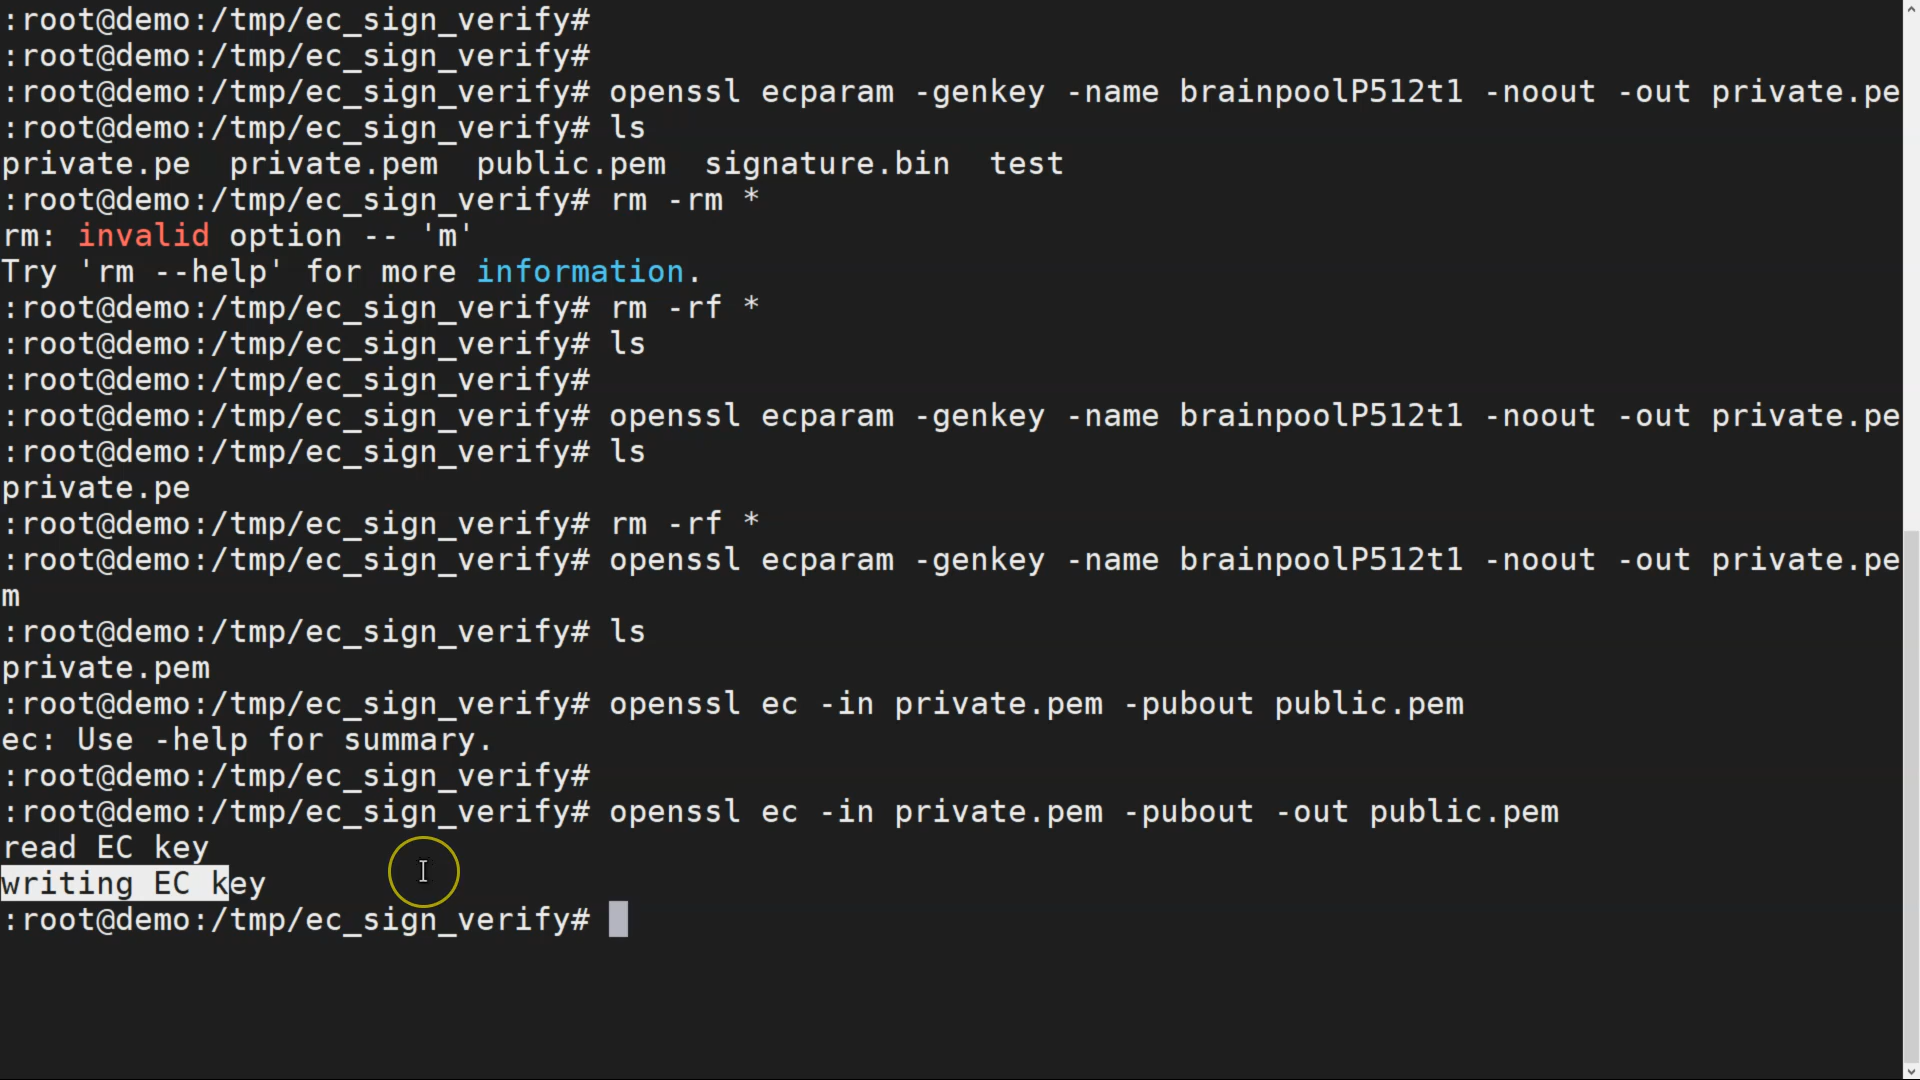 :root@demo:/tmp/ec_sign_verify#
:root@demo:/tmp/ec_sign_verify#
:root@demo:/tmp/ec_sign_verify# openssl ecparam -genkey -name brainpoolP512t1 -noout -out private.pe
:root@demo:/tmp/ec_sign_verify# ls
private.pe  private.pem  public.pem  signature.bin  test
:root@demo:/tmp/ec_sign_verify# rm -rm *
rm: invalid option -- 'm'
Try 'rm --help' for more information.
:root@demo:/tmp/ec_sign_verify# rm -rf *
:root@demo:/tmp/ec_sign_verify# ls
:root@demo:/tmp/ec_sign_verify#
:root@demo:/tmp/ec_sign_verify# openssl ecparam -genkey -name brainpoolP512t1 -noout -out private.pe
:root@demo:/tmp/ec_sign_verify# ls
private.pe
:root@demo:/tmp/ec_sign_verify# rm -rf *
:root@demo:/tmp/ec_sign_verify# openssl ecparam -genkey -name brainpoolP512t1 -noout -out private.pe
m
:root@demo:/tmp/ec_sign_verify# ls
private.pem
:root@demo:/tmp/ec_sign_verify# openssl ec -in private.pem -pubout public.pem
ec: Use -help for summary.
:root@demo:/tmp/ec_sign_verify#
:root@demo:/tmp/ec_sign_verify# openssl ec -in private.pem -pubout -out public.pem
read EC key
writing EC key
:root@demo:/tmp/ec_sign_verify#